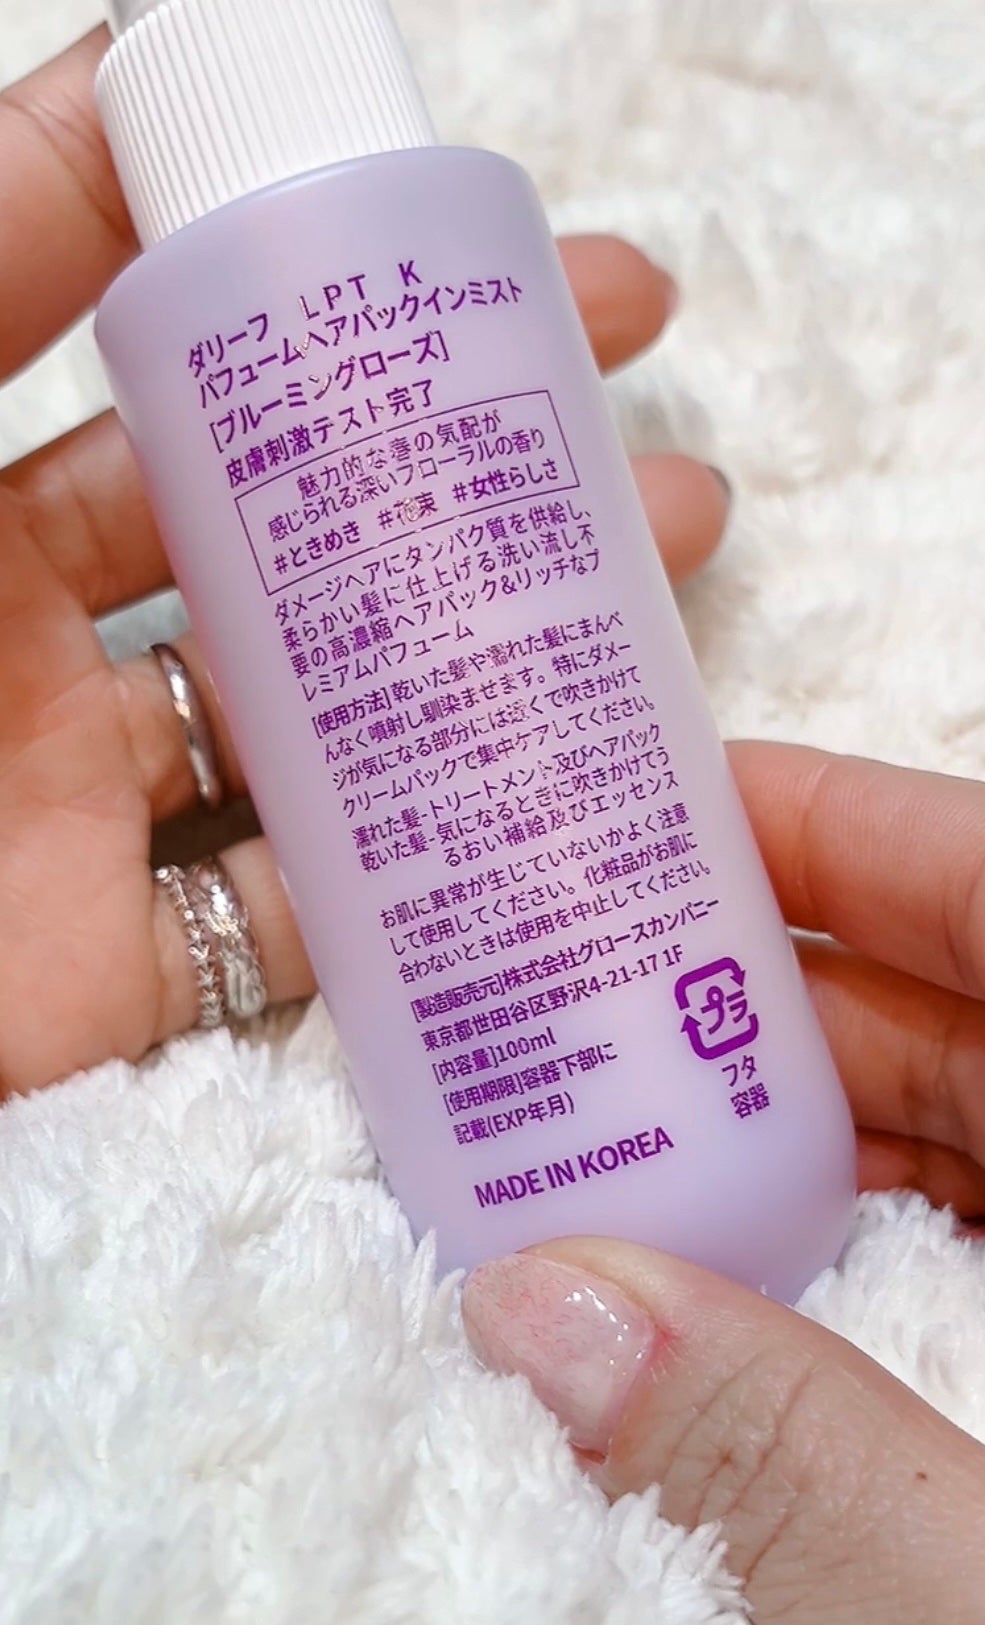 ダリーフ LPT K
パフュームヘアパックインミスト
[ブルーミングローズ]
皮膚刺激テスト完了
魅力的な春の気配が
感じられる深いフローラルの香り
#ときめき #花束 #女性らしさ
ダメージヘアにタンパク質を供給し、
柔らかい髪に仕上げる洗い流し不
要の高濃縮ヘアパック&リッチなプ
レミアムパフューム
[使用方法]乾いた髪や濡れた髪にまんべ
んなく噴射し馴染ませます。特にダメー
ジが気になる部分には近くで吹きかけて
クリームパックで集中ケアしてください。
濡れた髪-トリートメント及びヘアパック
乾いた髪-気になるときに吹きかけてう
るおい補給及びエッセンス
お肌に異常が生じていないかよく注意
して使用してください。化粧品がお肌に
合わないときは使用を中止してください。
[製造販売元]株式会社グロースカンパニー
東京都世田谷区野沢4-21-17 1F
[内容量]100ml
[使用期限]容器下部に
記載(EXP年月)
プラ
フタ
容器
MADE IN KOREA